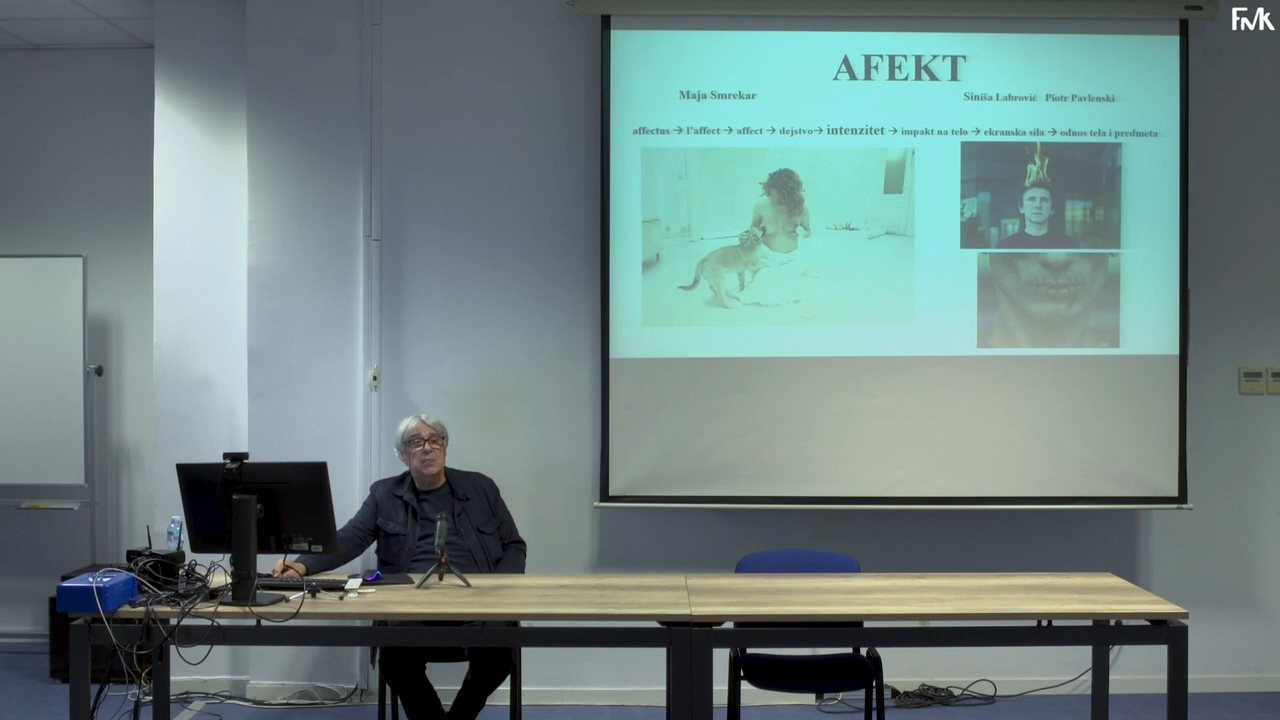 FMK
AFEKT
Maja Smrekar
Siniša Labrović Piotr Pavlenski
affectus → l'affect → affect → dejstvo → intenzitet → impakt na telo → ekranska sila → odnos tela i predmeta